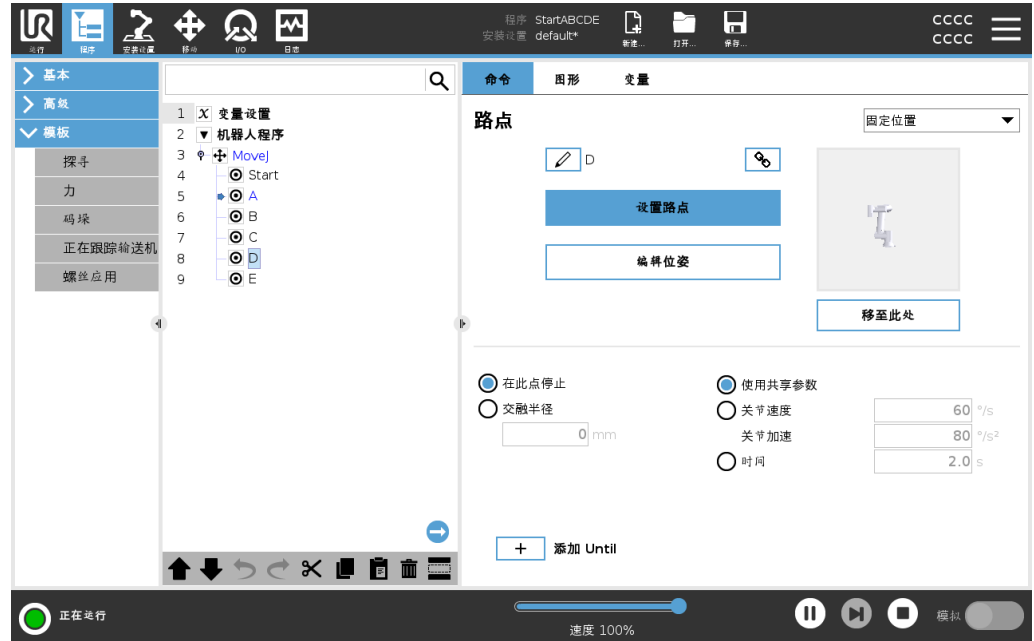 程序 StartABCDE
安装设置 default*
运行 程序 安装设置 移动 I/O 日志 新建... 打开... 保存...
cccc
cccc
基本
高级
模板
探寻
力
码垛
正在跟踪输送机
螺丝应用
1 x 变量设置
2 机器人程序
3 MoveJ
4 Start
5 A
6 B
7 C
8 D
9 E
命令 图形 变量
路点
固定位置
D
设置路点
编辑位姿
移至此处
在此点停止
交融半径
0 mm
使用共享参数
关节速度 60 °/s
关节加速 80 °/s²
时间 2.0 s
+ 添加 Until
正在运行
速度 100%
模拟